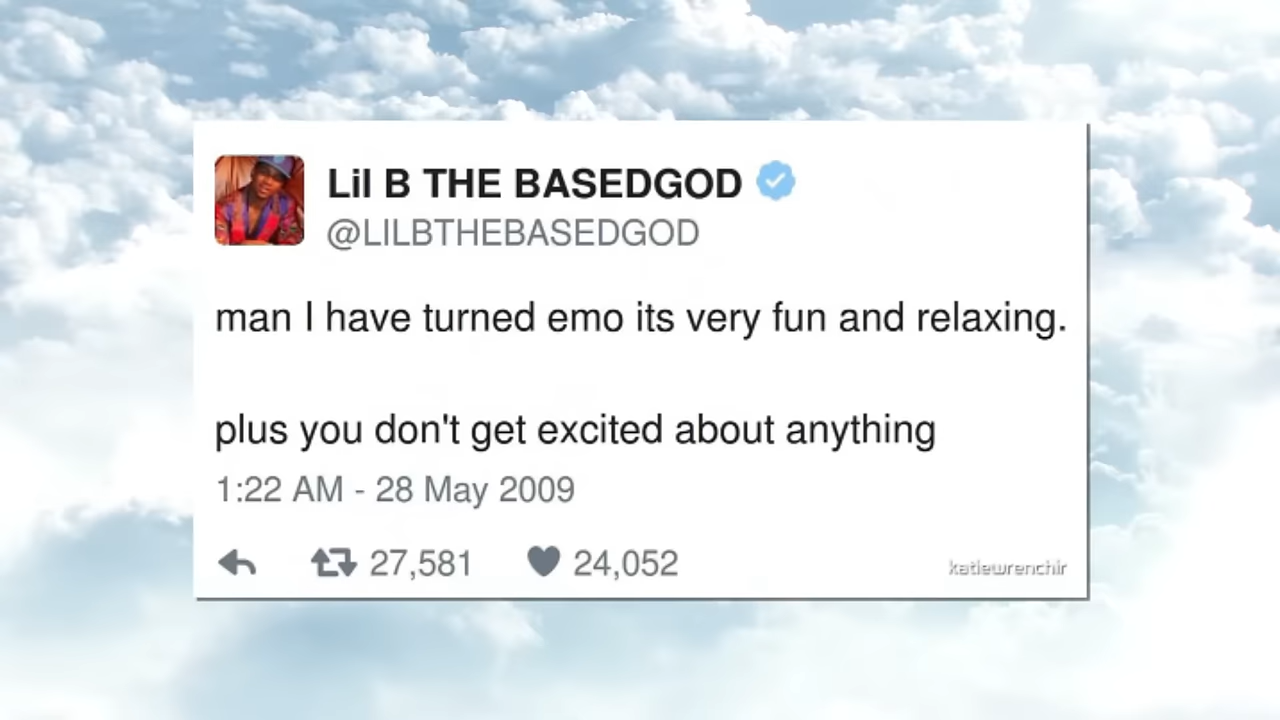 Lil B THE BASEDGOD
@LILBTHEBASEDGOD
man I have turned emo its very fun and relaxing.
plus you don't get excited about anything
1:22 AM - 28 May 2009
27,581 24,052
katiewrenchir